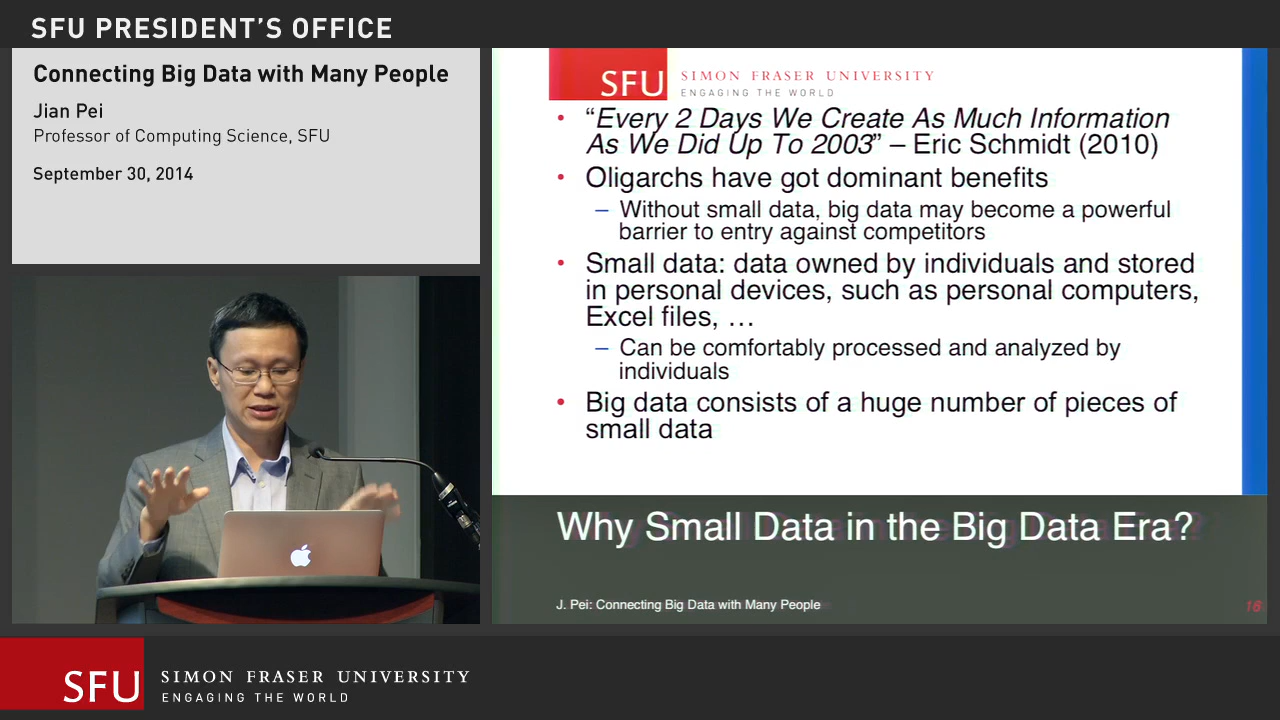 SFU PRESIDENT'S OFFICE
Connecting Big Data with Many People
Jian Pei
Professor of Computing Science, SFU
September 30, 2014
SFU
SIMON FRASER UNIVERSITY
ENGAGING THE WORLD
• “Every 2 Days We Create As Much Information
As We Did Up To 2003” – Eric Schmidt (2010)
• Oligarchs have got dominant benefits
– Without small data, big data may become a powerful
barrier to entry against competitors
• Small data: data owned by individuals and stored
in personal devices, such as personal computers,
Excel files, …
– Can be comfortably processed and analyzed by
individuals
• Big data consists of a huge number of pieces of
small data
Why Small Data in the Big Data Era?
J. Pei: Connecting Big Data with Many People
18
SFU
SIMON FRASER UNIVERSITY
ENGAGING THE WORLD